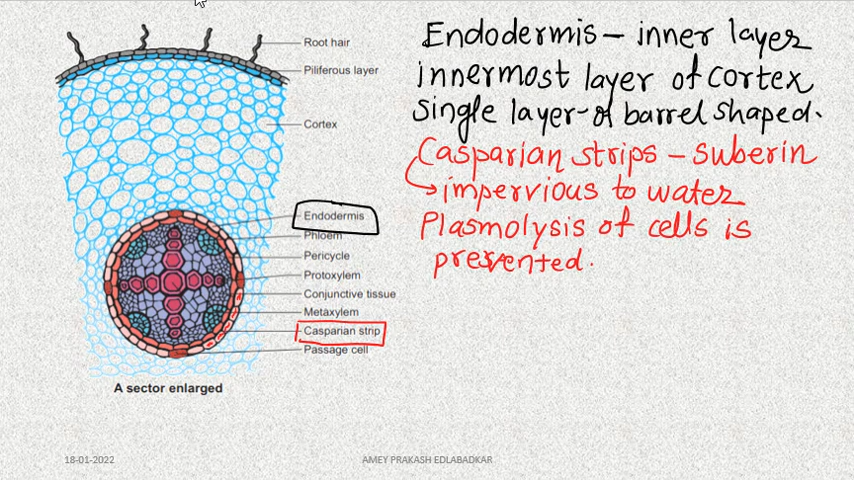 Root hair
Piliferous layer
Cortex
Endodermis
Phloem
Pericycle
Protoxylem
Conjunctive tissue
Metaxylem
Casparian strip
Passage cell
A sector enlarged
Endodermis – inner layer
innermost layer of cortex
single layer of barrel shaped.
Casparian strips – suberin
impervious to water
Plasmolysis of cells is
prevented.
18-01-2022
AMEY PRAKASH EDLABADKAR